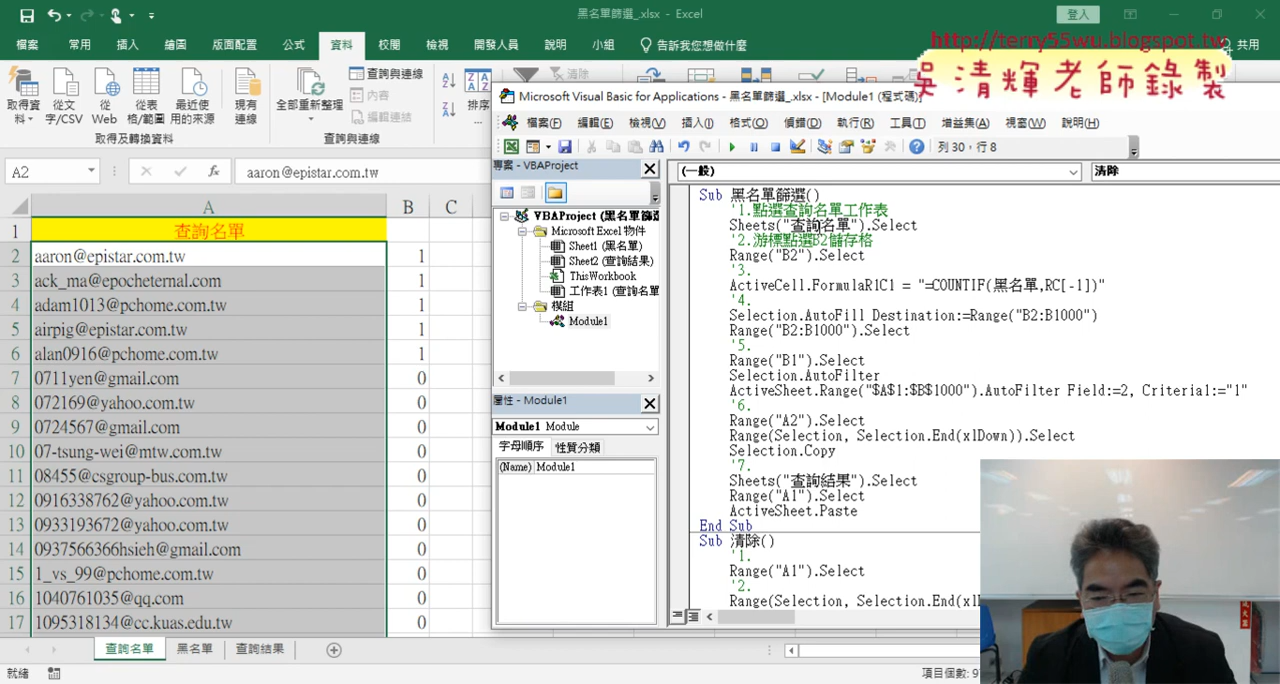 黑名單篩選_.xlsx - Excel
登入
檔案 常用 插入 繪圖 版面配置 公式 資料 校閱 檢視 開發人員 說明 小組 告訴我您想做什麼 共用
http://terry55wu.blogspot.tw
吳清輝老師錄製
取得資料 從文字/CSV 從 Web 從表格/範圍 最近使用的來源 現有連線
取得及轉換資料
全部重新整理 查詢與連線 內容 編輯連結
查詢與連線
排序 清除
A2 fx aaron@epistar.com.tw
A B C
1 查詢名單
2 aaron@epistar.com.tw 1
3 ack_ma@epocheternal.com 1
4 adam1013@pchome.com.tw 1
5 airpig@epistar.com.tw 1
6 alan0916@pchome.com.tw 1
7 0711yen@gmail.com 0
8 072169@yahoo.com.tw 0
9 0724567@gmail.com 0
10 07-tsung-wei@mtw.com.tw 0
11 08455@csgroup-bus.com.tw 0
12 0916338762@yahoo.com.tw 0
13 0933193672@yahoo.com.tw 0
14 0937566366hsieh@gmail.com 0
15 1_vs_99@pchome.com.tw 0
16 1040761035@qq.com 0
17 1095318134@cc.kuas.edu.tw 0
查詢名單 黑名單 查詢結果
就緒
項目個數: 9
Microsoft Visual Basic for Applications - 黑名單篩選_.xlsx - [Module1 (程式碼)]
檔案(F) 編輯(E) 檢視(V) 插入(I) 格式(O) 偵錯(D) 執行(R) 工具(T) 增益集(A) 視窗(W) 說明(H)
列 30，行 8
專案 - VBAProject
VBAProject (黑名單篩選
Microsoft Excel 物件
Sheet1 (黑名單)
Sheet2 (查詢結果)
ThisWorkbook
工作表1 (查詢名單
模組
Module1
屬性 - Module1
Module1 Module
字母順序 性質分類
(Name) Module1
(一般) 清除
Sub 黑名單篩選()
'1.點選查詢名單工作表
Sheets("查詢名單").Select
'2.游標點選B2儲存格
Range("B2").Select
'3.
ActiveCell.FormulaR1C1 = "=COUNTIF(黑名單,RC[-1])"
'4.
Selection.AutoFill Destination:=Range("B2:B1000")
Range("B2:B1000").Select
'5.
Range("B1").Select
Selection.AutoFilter
ActiveSheet.Range("$A$1:$B$1000").AutoFilter Field:=2, Criteria1:="1"
'6.
Range("A2").Select
Range(Selection, Selection.End(xlDown)).Select
Selection.Copy
'7.
Sheets("查詢結果").Select
Range("A1").Select
ActiveSheet.Paste
End Sub
Sub 清除()
'1.
Range("A1").Select
'2.
Range(Selection, Selection.End(xl